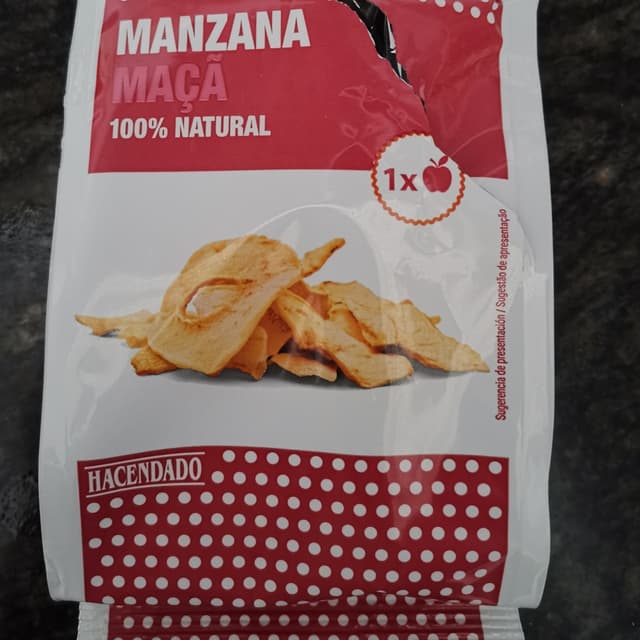 MANZANA
MAÇÃ
100% NATURAL
1x
Sugerencia de presentación / Sugestão de apresentação
HACENDADO